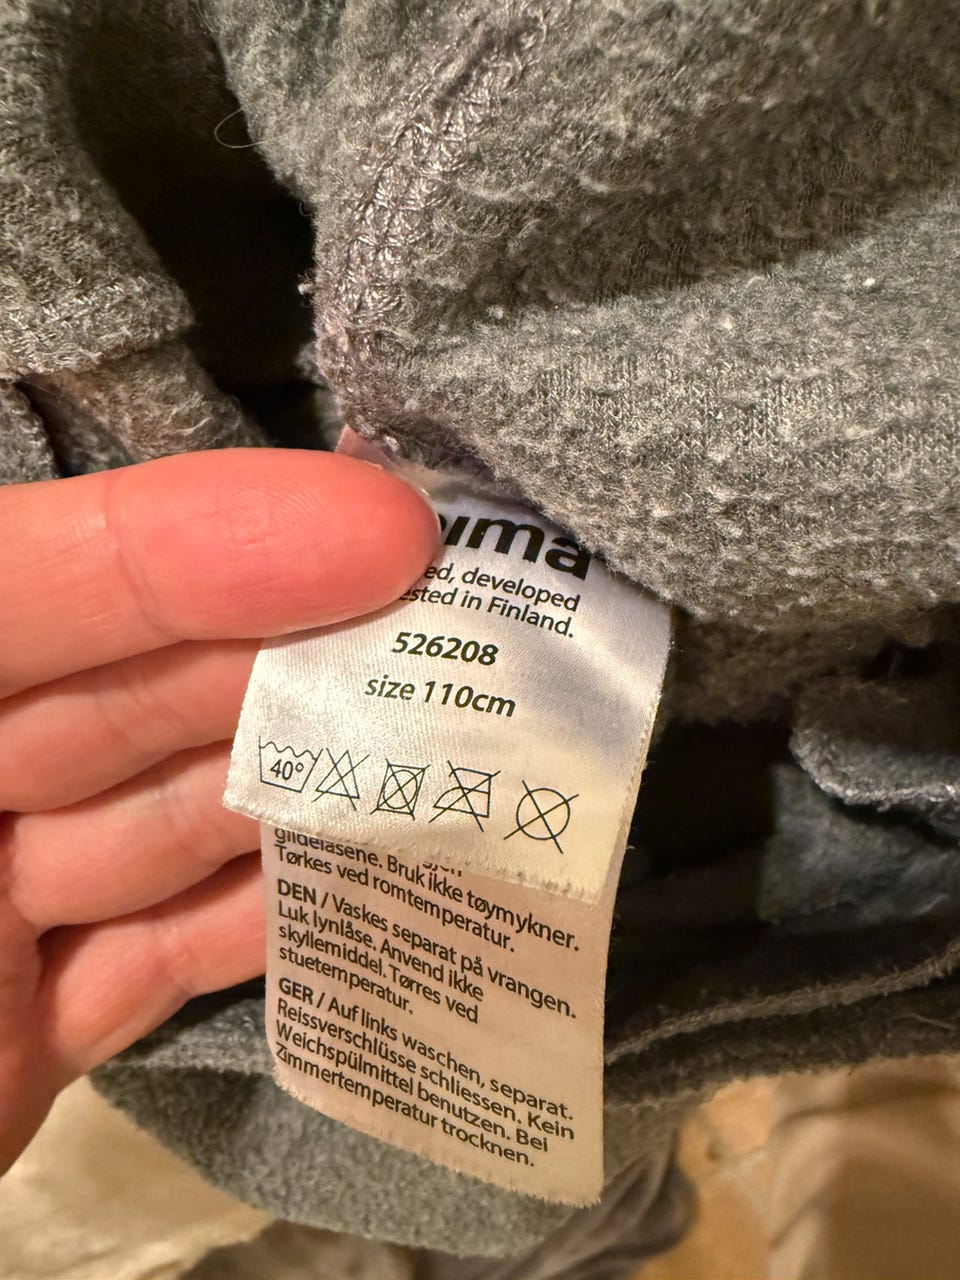 ima
ed, developed
ested in Finland.
526208
size 110cm
40°
glidelåsene. Bruk ikke tøymykner.
Tørkes ved romtemperatur.
DEN / Vaskes separat på vrangen.
Luk lynlåse. Anvend ikke
skyllemiddel. Tørres ved
stuetemperatur.
GER / Auf links waschen, separat.
Reissverschlüsse schliessen. Kein
Weichspülmittel benutzen. Bei
Zimmertemperatur trocknen.